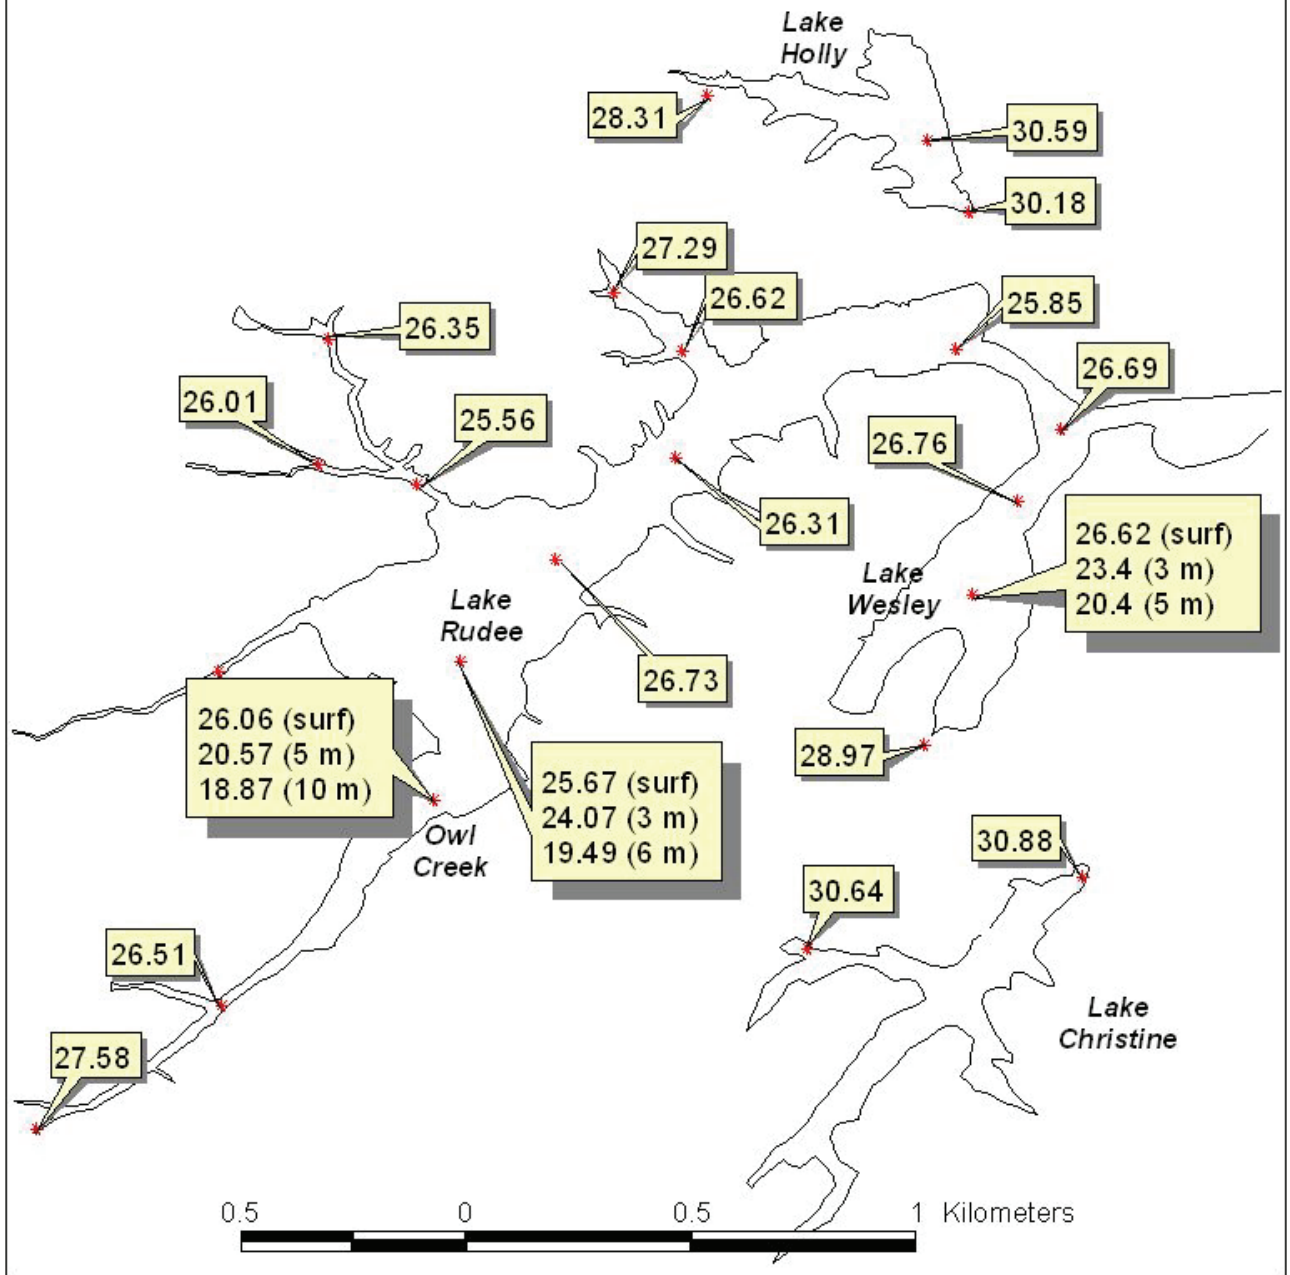 Lake
Holly
28.31
30.59
30.18
27.29
26.62
25.85
26.35
26.69
26.01
25.56
26.76
26.31
26.62 (surf)
23.4 (3 m)
20.4 (5 m)
Lake
Wesley
Lake
Rudee
26.73
26.06 (surf)
20.57 (5 m)
18.87 (10 m)
25.67 (surf)
24.07 (3 m)
19.49 (6 m)
28.97
Owl
Creek
30.88
30.64
26.51
Lake
Christine
27.58
0.5 0 0.5 1 Kilometers